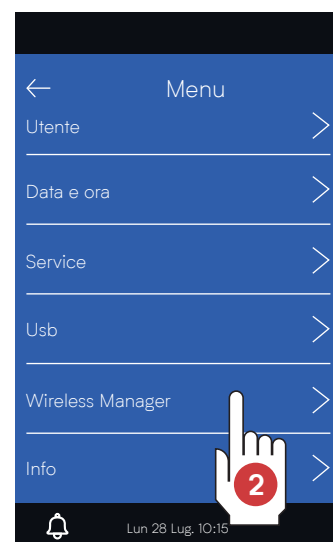 Menu
Utente
Data e ora
Service
Usb
Wireless Manager
Info
2
Lun 28 Lug. 10:15